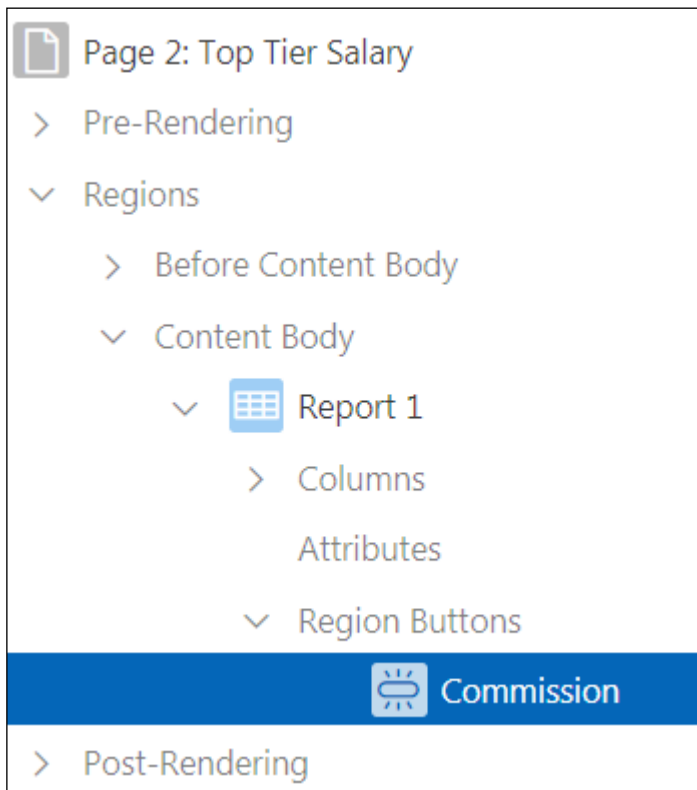 Page 2: Top Tier Salary
Pre-Rendering
Regions
Before Content Body
Content Body
Report 1
Columns
Attributes
Region Buttons
Commission
Post-Rendering